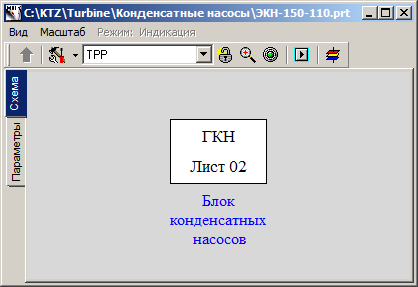 C:\KTZ\Turbine\Конденсатные насосы\ЭКН-150-110.prt
Вид Масштаб Режим: Индикация
TPP
Схема
Параметры
ГКН
Лист 02
Блок
конденсатных
насосов